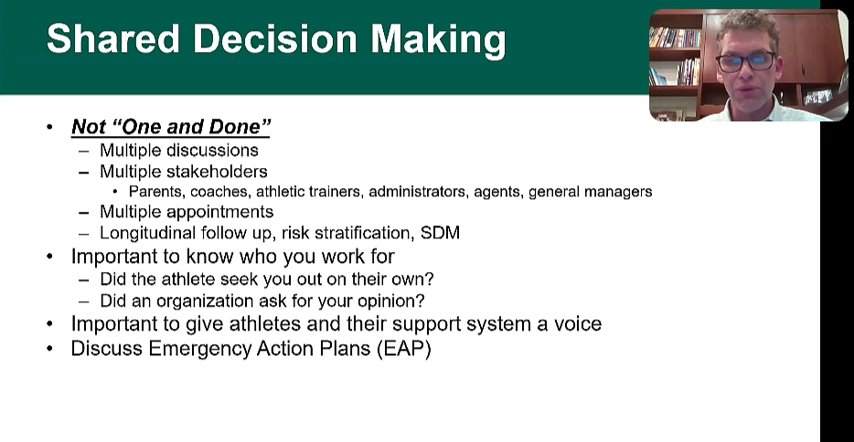 Shared Decision Making
• Not “One and Done”
– Multiple discussions
– Multiple stakeholders
• Parents, coaches, athletic trainers, administrators, agents, general managers
– Multiple appointments
– Longitudinal follow up, risk stratification, SDM
• Important to know who you work for
– Did the athlete seek you out on their own?
– Did an organization ask for your opinion?
• Important to give athletes and their support system a voice
• Discuss Emergency Action Plans (EAP)